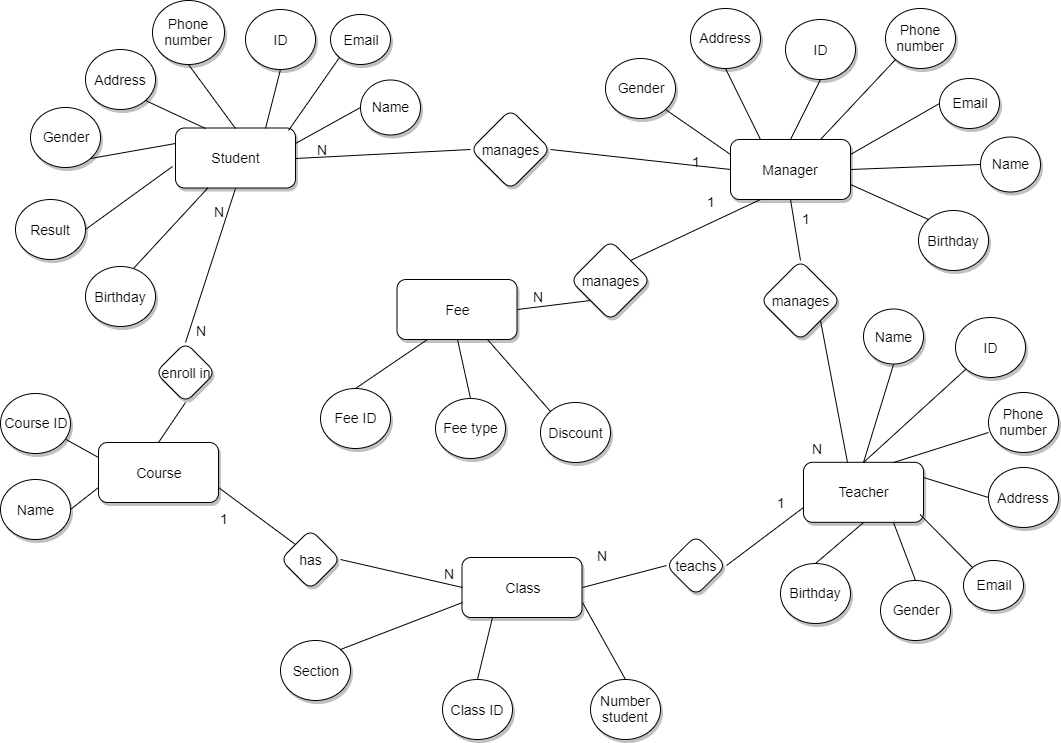 Phone
number
ID
Email
Address
Name
Gender
Student
Result
Birthday
N
manages
1
Address
ID
Phone
number
Gender
Email
Manager
Name
Birthday
1
1
manages
N
Fee
Fee ID
Fee type
Discount
manages
N
N
N
enroll in
Course ID
Name
Course
1
has
N
Class
Section
Class ID
Number
student
N
teachs
1
Teacher
Name
ID
Phone
number
Address
Email
Gender
Birthday